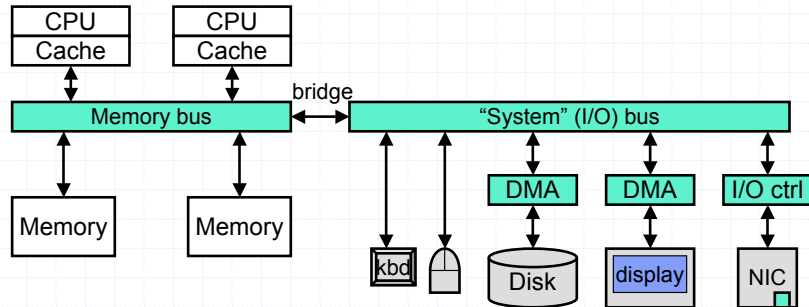 CPU
CPU
Cache
Cache
bridge
Memory bus
“System” (I/O) bus
DMA
DMA
I/O ctrl
Memory
Memory
kbd
Disk
display
NIC